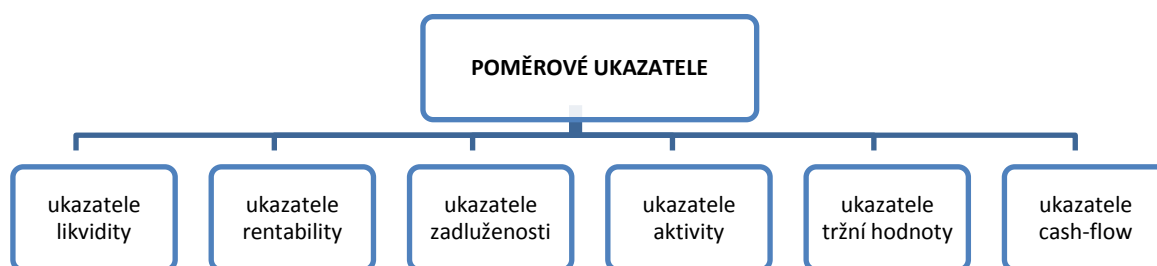 POMĚROVÉ UKAZATELE
ukazatele
likvidity
ukazatele
rentability
ukazatele
zadluženosti
ukazatele
aktivity
ukazatele
tržní hodnoty
ukazatele
cash-flow